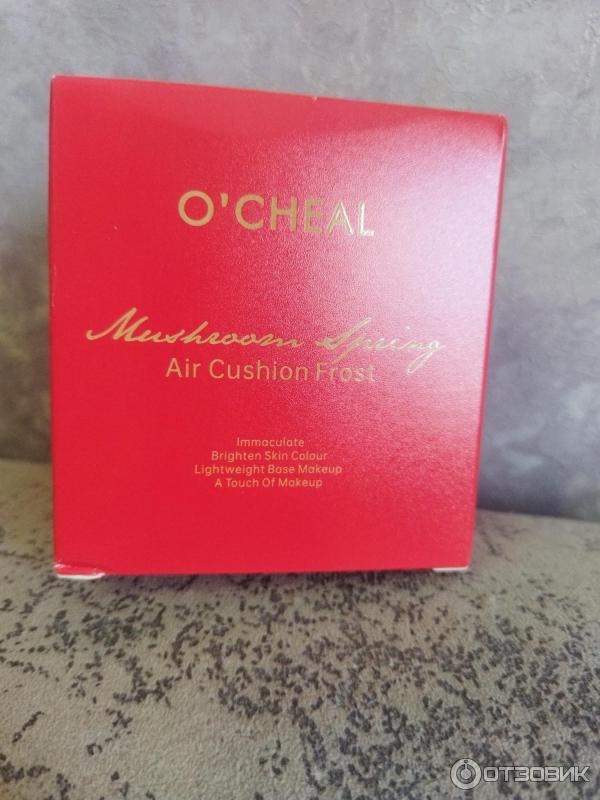 O'CHEAL
Mushroom Spring
Air Cushion Frost
Immaculate
Brighten Skin Colour
Lightweight Base Makeup
A Touch Of Makeup
ОТЗОВИК